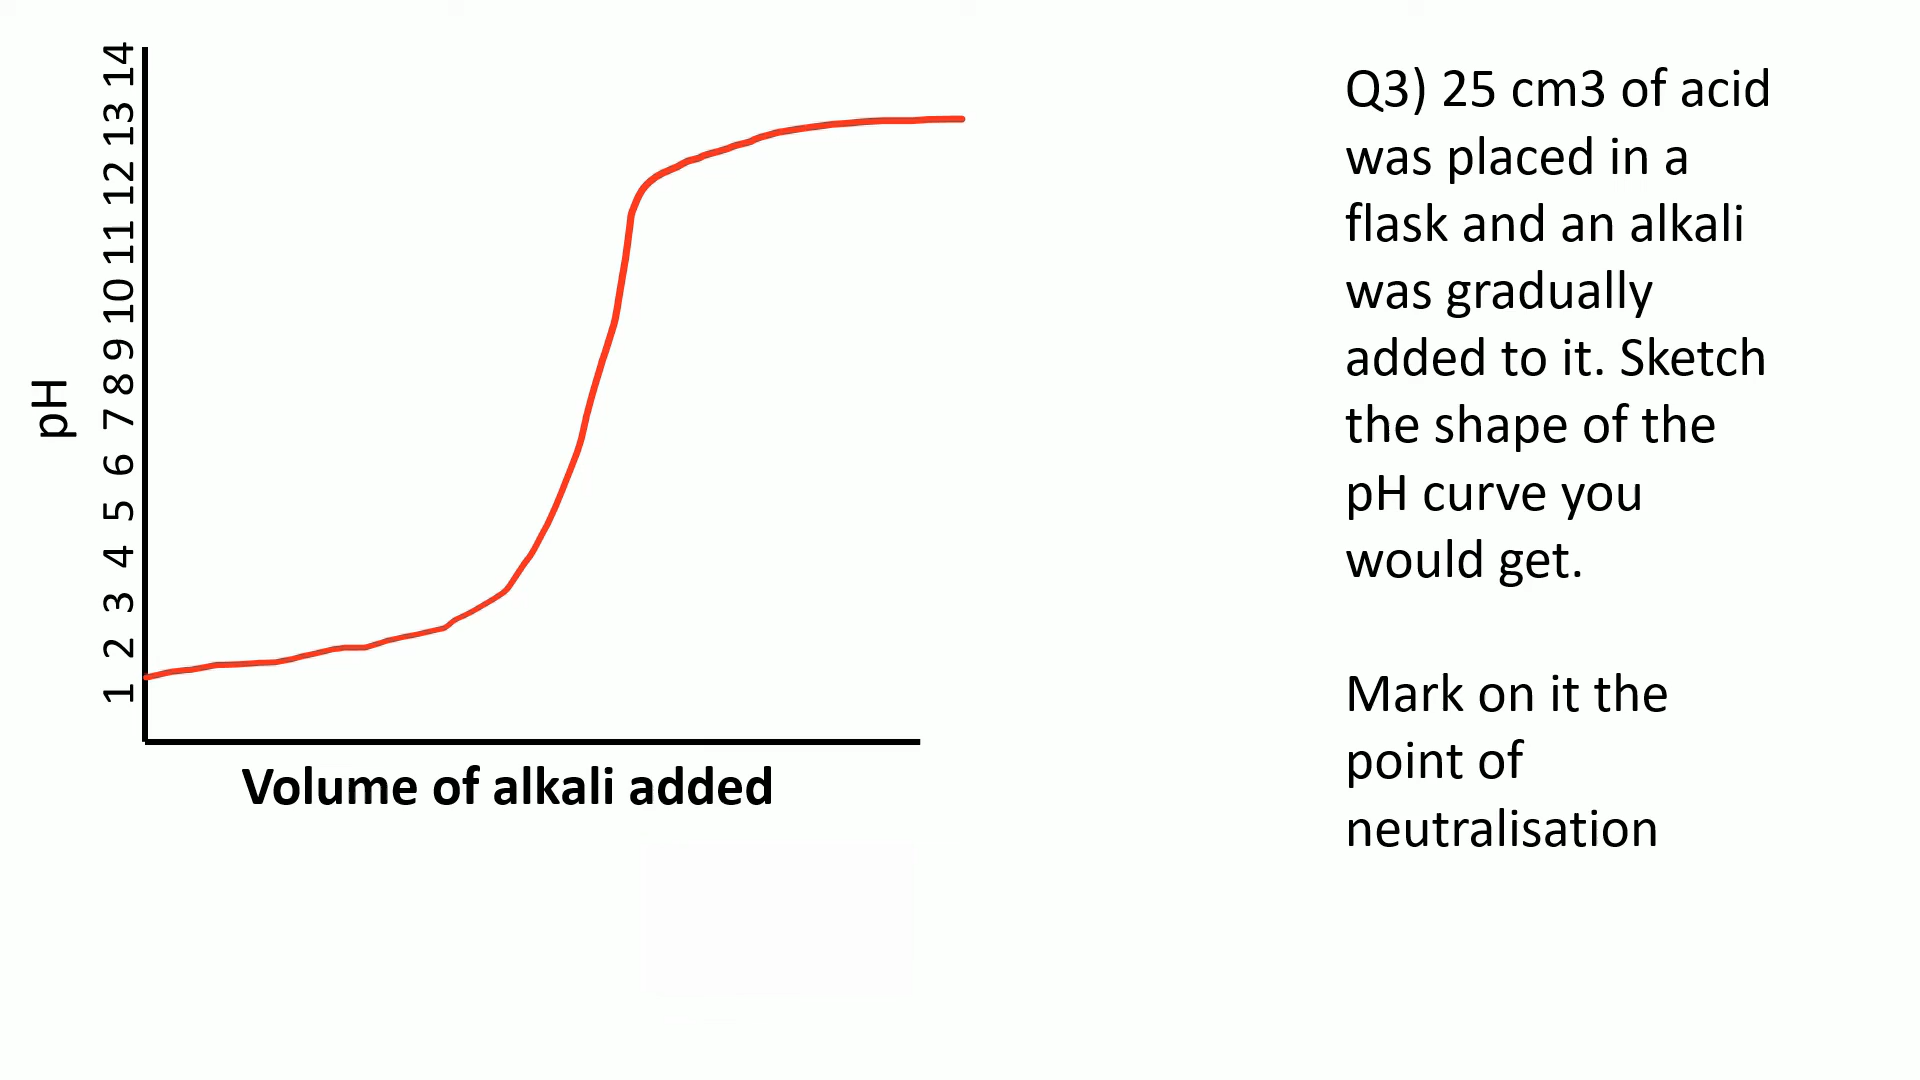 14
13
12
11
10
9
8
7
6
5
4
3
2
1
pH
Volume of alkali added
Q3) 25 cm3 of acid
was placed in a
flask and an alkali
was gradually
added to it. Sketch
the shape of the
pH curve you
would get.
Mark on it the
point of
neutralisation